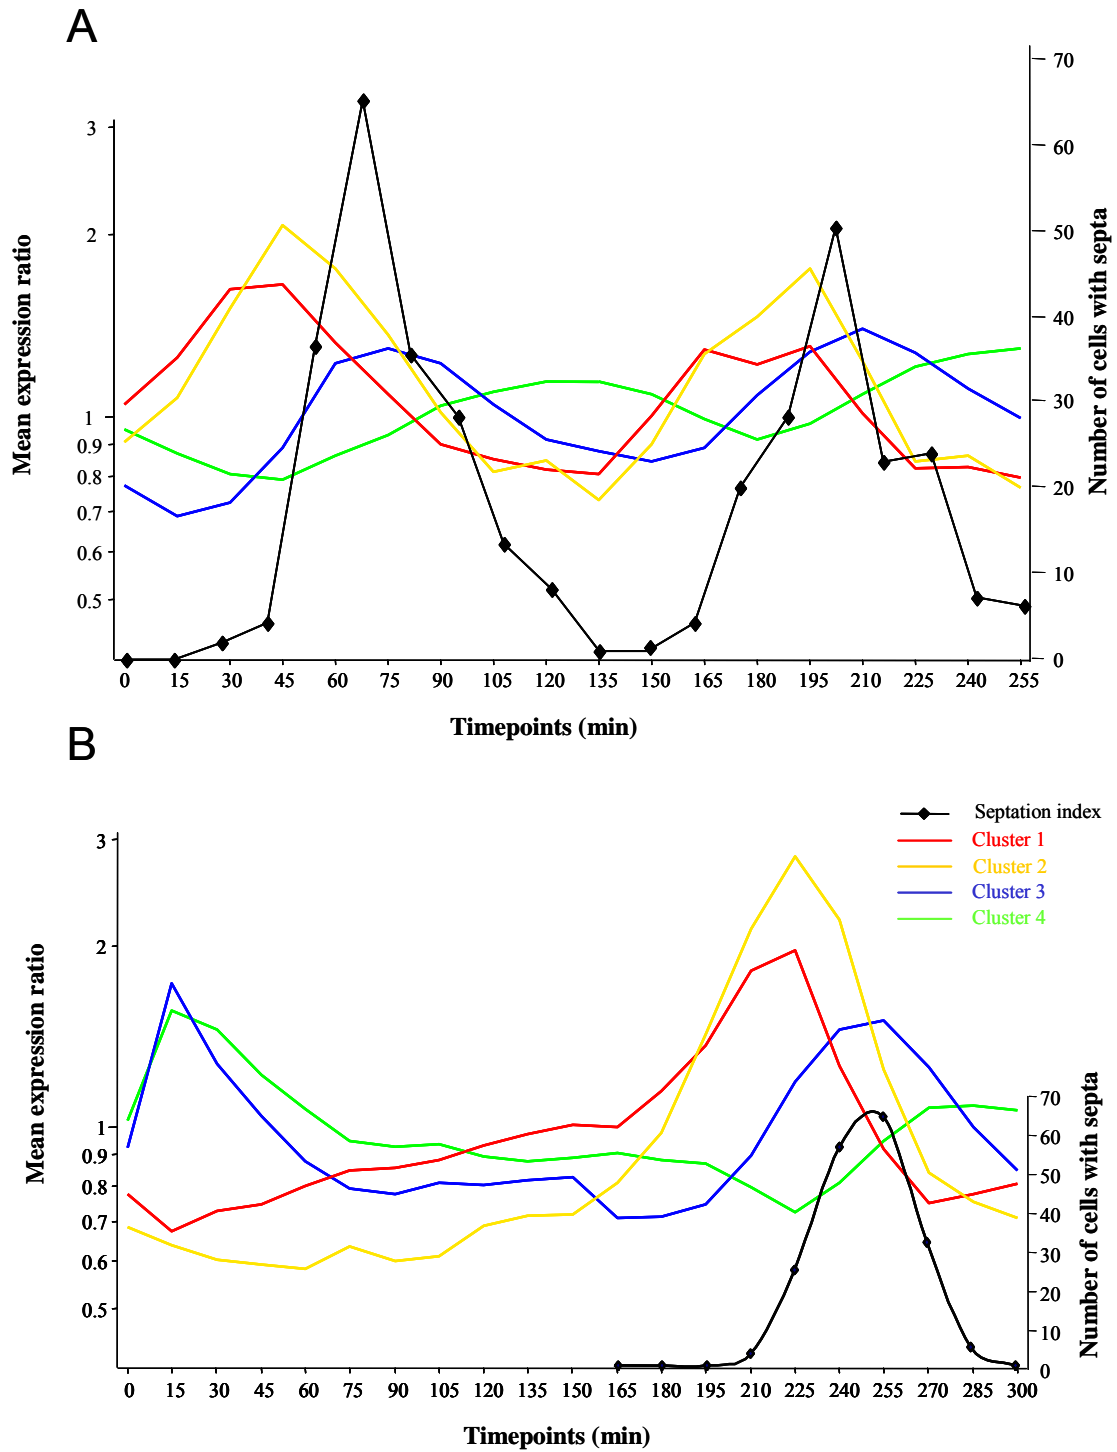 A
Mean expression ratio
3
2
1
0.9
0.8
0.7
0.6
0.5
70
60
50
40
30
20
10
0
Number of cells with septa
0 15 30 45 60 75 90 105 120 135 150 165 180 195 210 225 240 255
Timepoints (min)
B
Septation index
Cluster 1
Cluster 2
Cluster 3
Cluster 4
Mean expression ratio
3
2
1
0.9
0.8
0.7
0.6
0.5
70
60
50
40
30
20
10
0
Number of cells with septa
0 15 30 45 60 75 90 105 120 135 150 165 180 195 210 225 240 255 270 285 300
Timepoints (min)